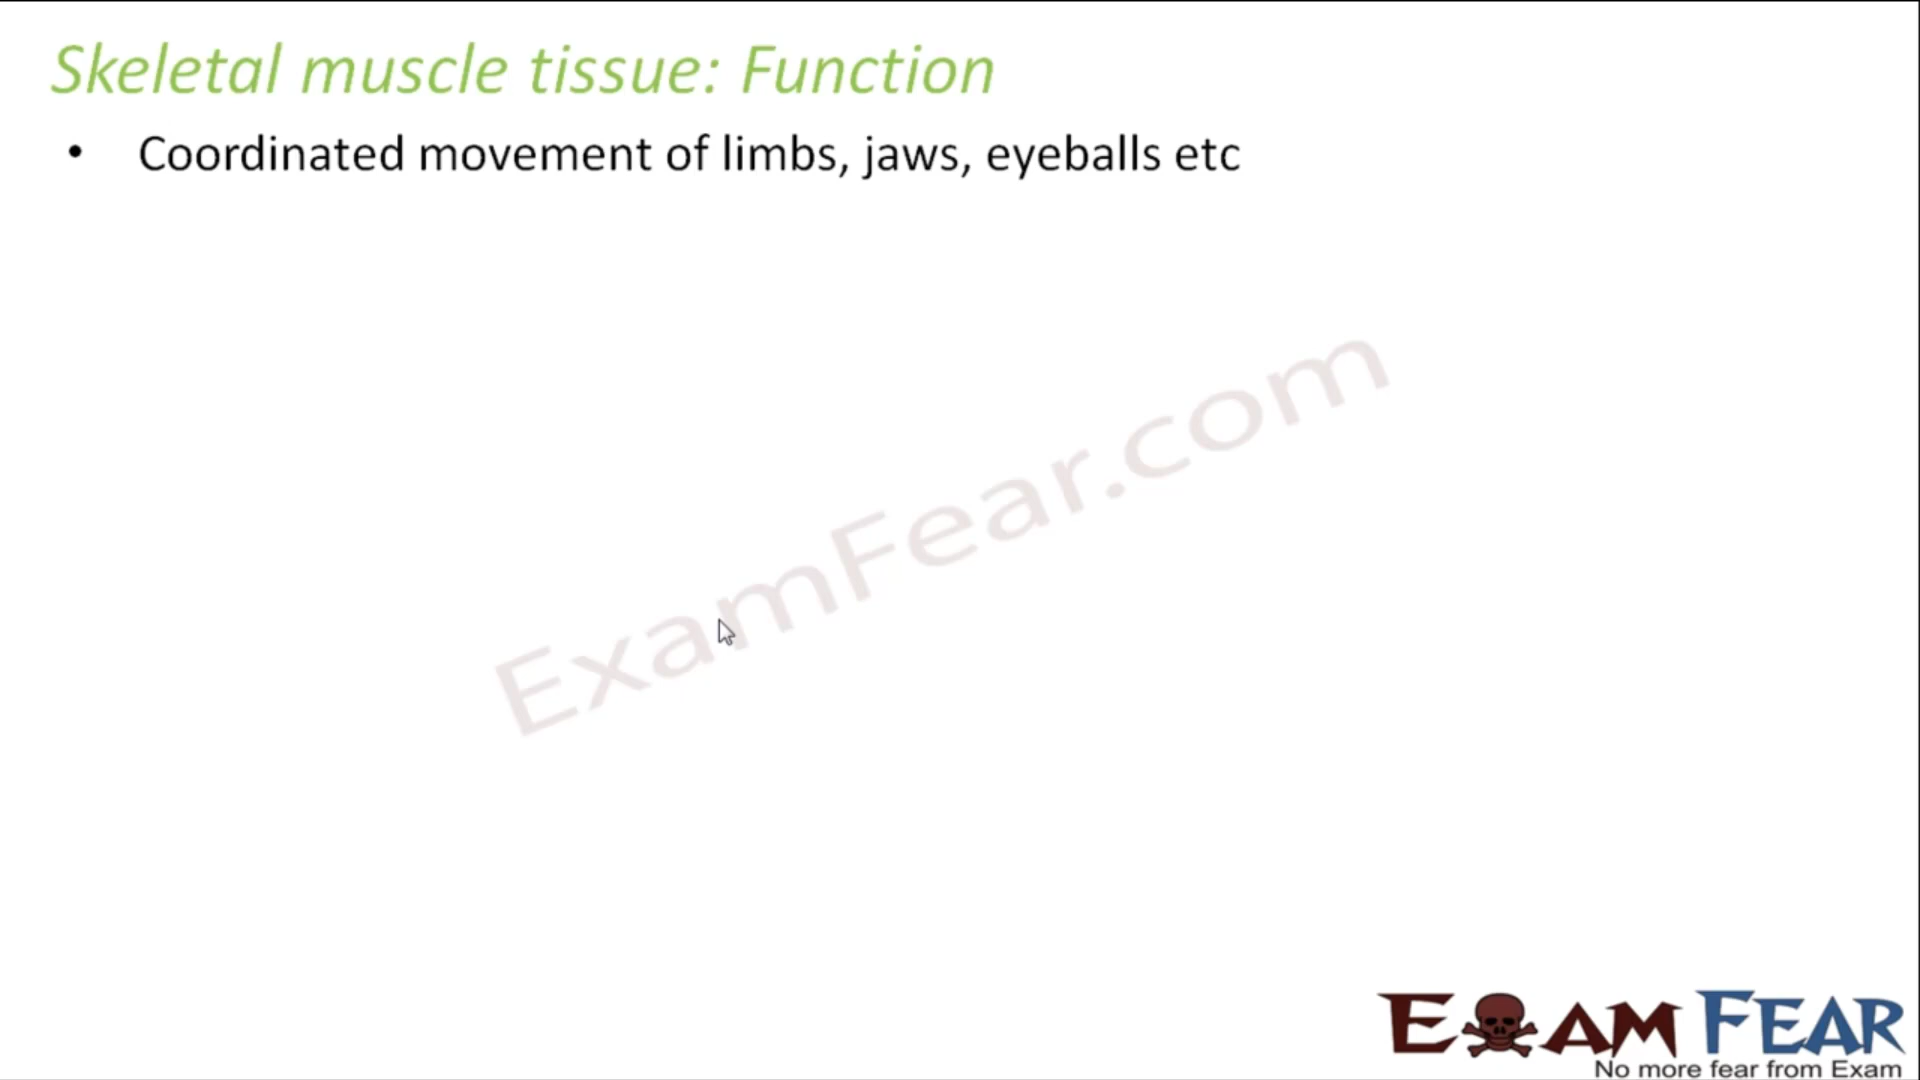 Skeletal muscle tissue: Function
• Coordinated movement of limbs, jaws, eyeballs etc
ExamFear.com
EXAM FEAR
No more fear from Exam